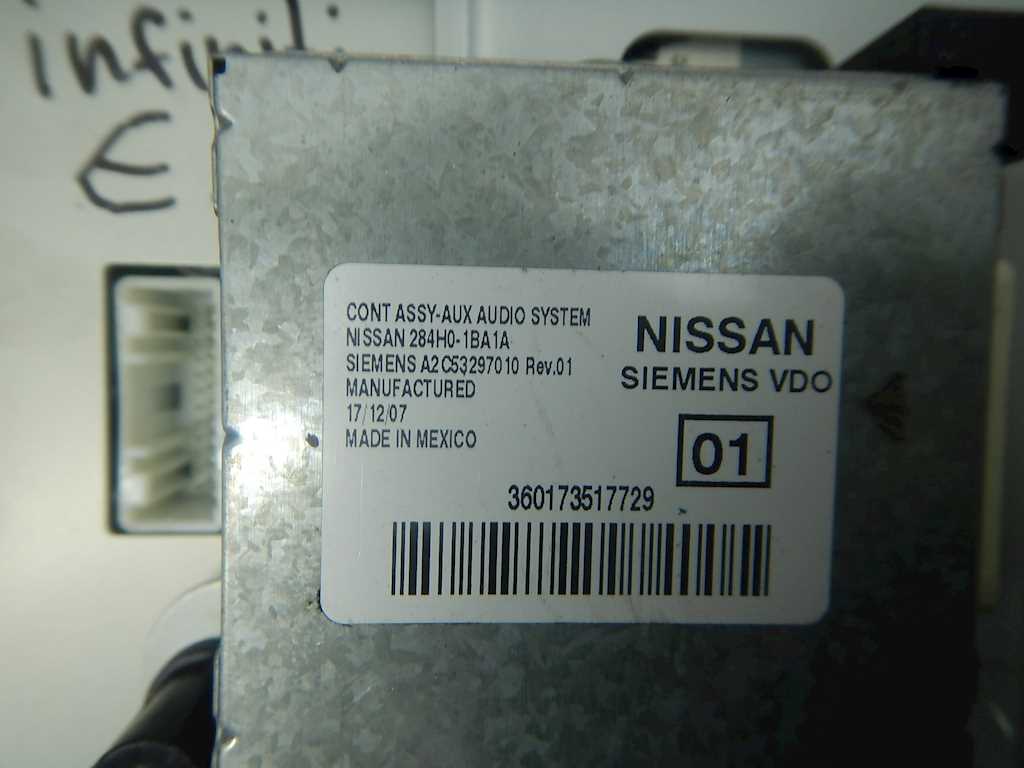 infiniti
E
CONT ASSY-AUX AUDIO SYSTEM
NISSAN 284H0-1BA1A
SIEMENS A2C53297010 Rev.01
MANUFACTURED
17/12/07
MADE IN MEXICO
NISSAN
SIEMENS VDO
01
360173517729